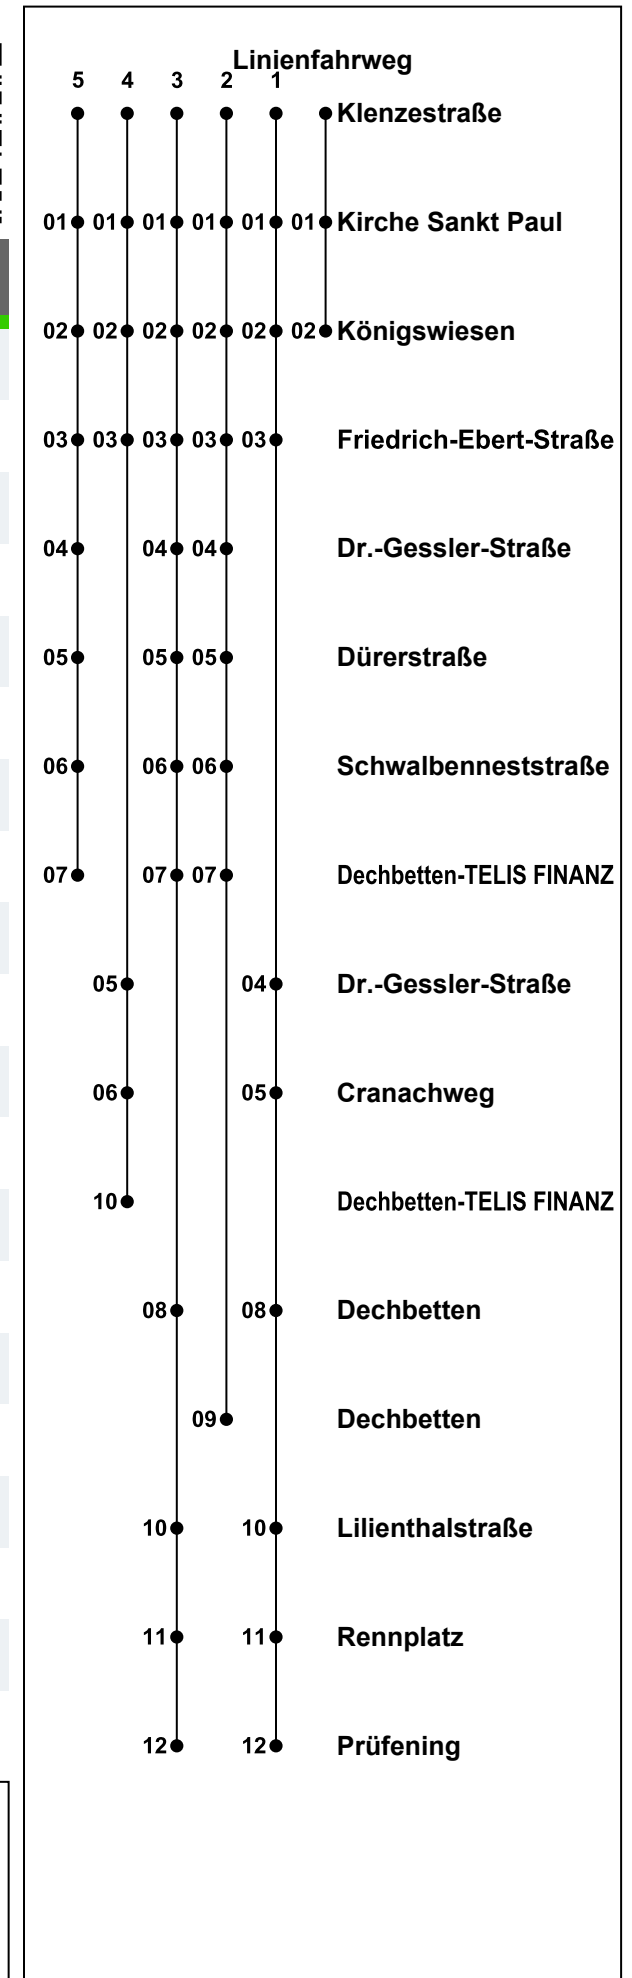 Linienfahrweg
5 4 3 2 1
Klenzestraße
01 01 01 01 01 01 Kirche Sankt Paul
02 02 02 02 02 02 Königswiesen
03 03 03 03 03 Friedrich-Ebert-Straße
04 04 04 Dr.-Gessler-Straße
05 05 05 Dürerstraße
06 06 06 Schwalbenneststraße
07 07 07 Dechbetten-TELIS FINANZ
05 04 Dr.-Gessler-Straße
06 05 Cranachweg
10 Dechbetten-TELIS FINANZ
08 08 Dechbetten
09 Dechbetten
10 10 Lilienthalstraße
11 11 Rennplatz
12 12 Prüfening